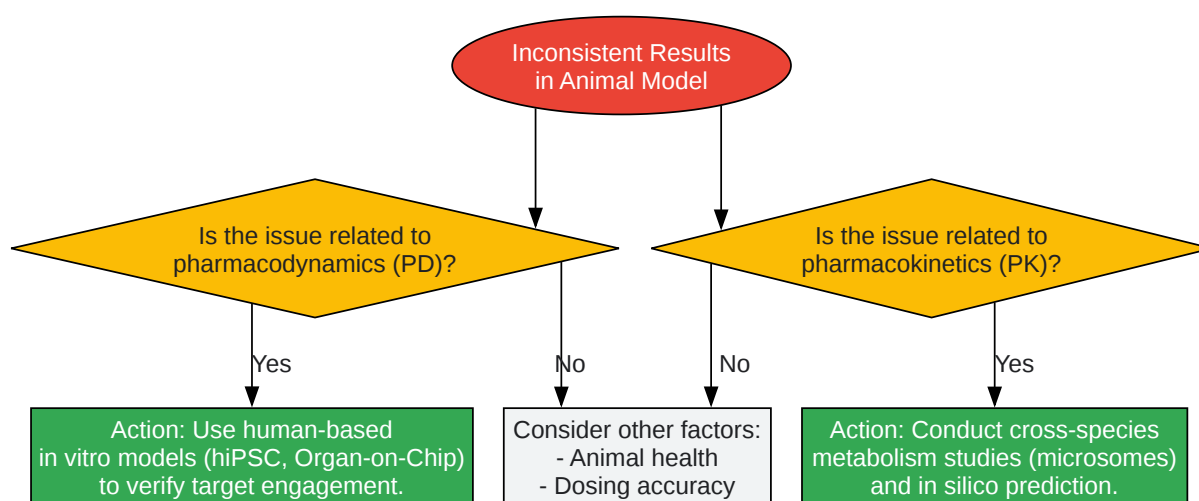 Inconsistent Results
in Animal Model
Is the issue related to
pharmacodynamics (PD)?
Is the issue related to
pharmacokinetics (PK)?
Yes
No
No
Yes
Action: Use human-based
in vitro models (hiPSC, Organ-on-Chip)
to verify target engagement.
Consider other factors:
- Animal health
- Dosing accuracy
Action: Conduct cross-species
metabolism studies (microsomes)
and in silico prediction.